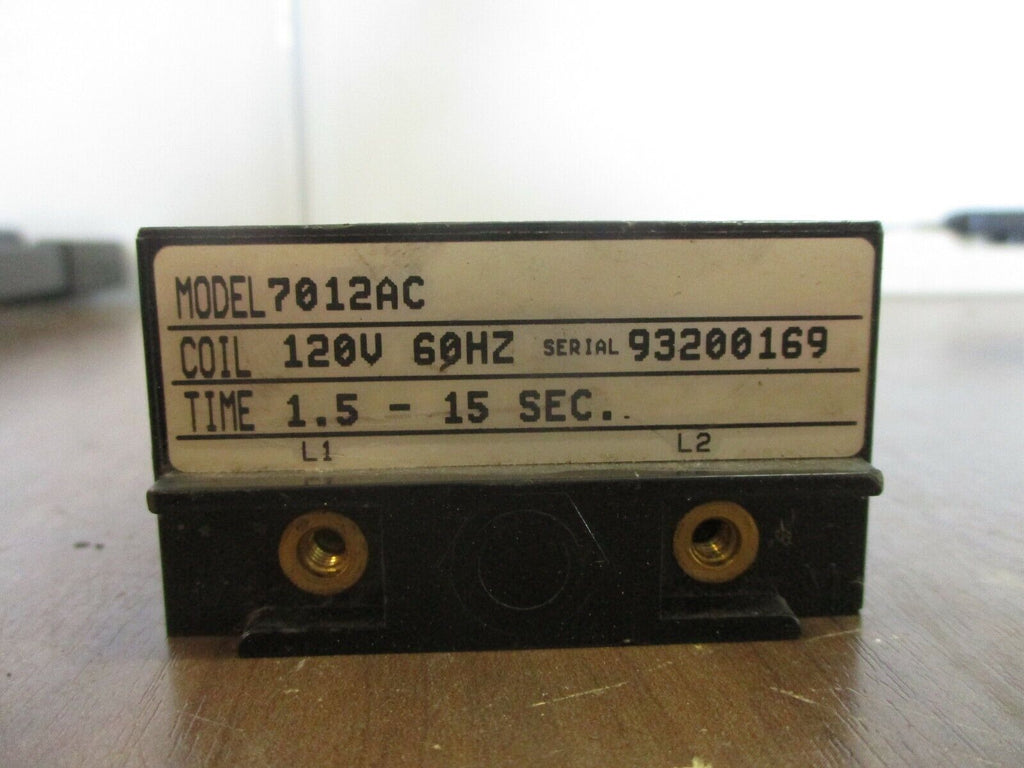 MODEL 7012AC
COIL 120V 60HZ SERIAL 93200169
TIME 1.5 - 15 SEC.
L1 L2